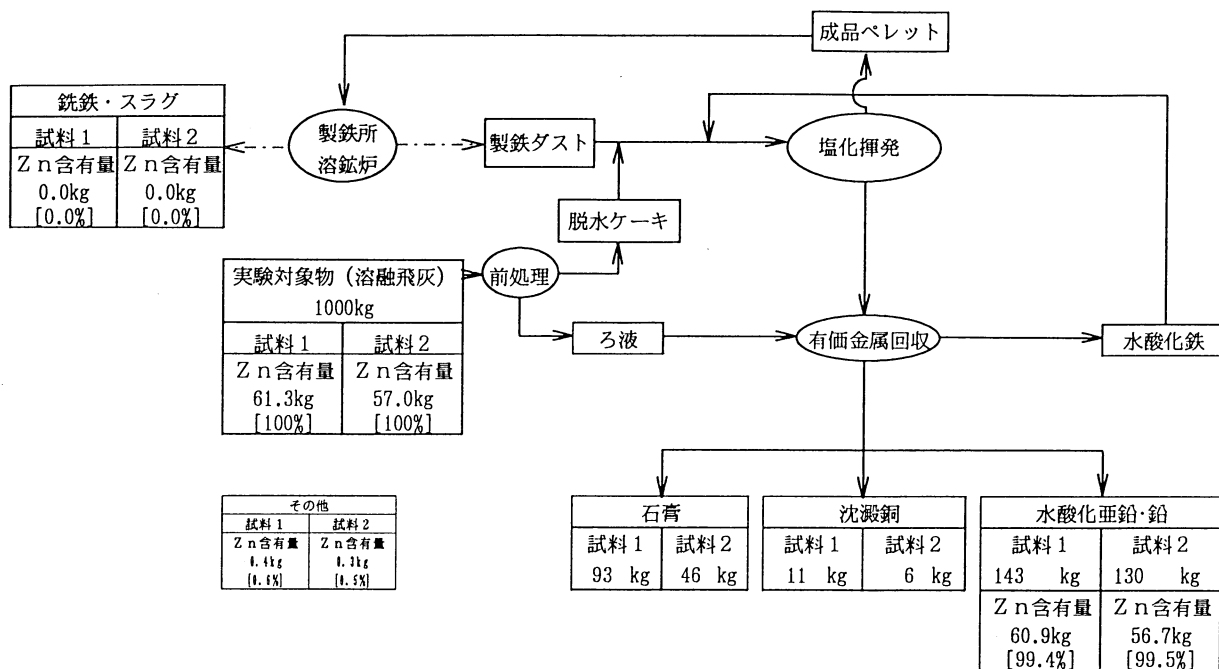 成品ペレット
銑鉄・スラグ
試料1 試料2
Zn含有量 Zn含有量
0.0kg 0.0kg
[0.0%] [0.0%]
製鉄所
溶鉱炉
製鉄ダスト
塩化揮発
脱水ケーキ
実験対象物(溶融飛灰)
1000kg
試料1 試料2
Zn含有量 Zn含有量
61.3kg 57.0kg
[100%] [100%]
前処理
ろ液
有価金属回収
水酸化鉄
その他
試料1 試料2
Zn含有量 Zn含有量
0.4kg 0.3kg
[0.6%] [0.5%]
石膏
試料1 試料2
93 kg 46 kg
沈澱銅
試料1 試料2
11 kg 6 kg
水酸化亜鉛・鉛
試料1 試料2
143 kg 130 kg
Zn含有量 Zn含有量
60.9kg 56.7kg
[99.4%] [99.5%]